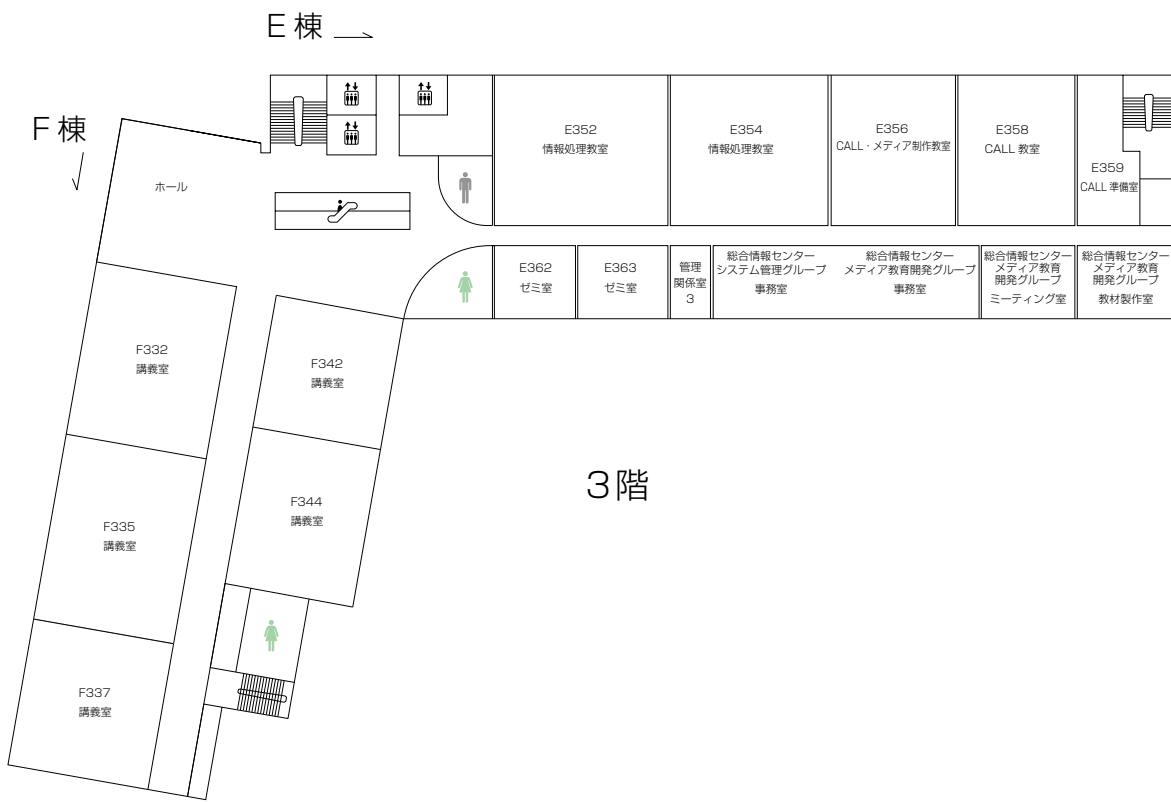 E棟
F棟
ホール
E352
情報処理教室
E354
情報処理教室
E356
CALL・メディア制作教室
E358
CALL 教室
E359
CALL 準備室
E362
ゼミ室
E363
ゼミ室
管理
関係室
3
総合情報センター
システム管理グループ
事務室
総合情報センター
メディア教育開発グループ
事務室
総合情報センター
メディア教育
開発グループ
ミーティング室
総合情報センター
メディア教育
開発グループ
教材製作室
F332
講義室
F342
講義室
F335
講義室
F344
講義室
F337
講義室
3階